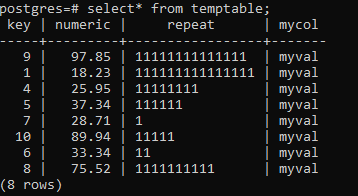 postgres=# select* from temptable;
 key | numeric |     repeat      | mycol
-----+---------+-----------------+-------
   9 |   97.85 | 11111111111111  | myval
   1 |   18.23 | 111111111111111 | myval
   4 |   25.95 | 11111111        | myval
   5 |   37.34 | 111111          | myval
   7 |   28.71 | 1               | myval
  10 |   89.94 | 11111           | myval
   6 |   33.34 | 11              | myval
   8 |   75.52 | 1111111111      | myval
(8 rows)